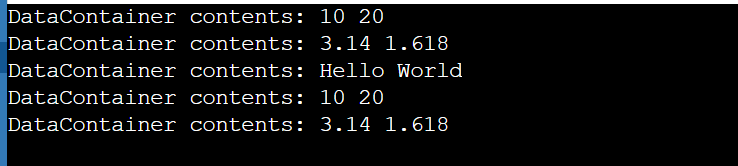 DataContainer contents: 10 20
DataContainer contents: 3.14 1.618
DataContainer contents: Hello World
DataContainer contents: 10 20
DataContainer contents: 3.14 1.618